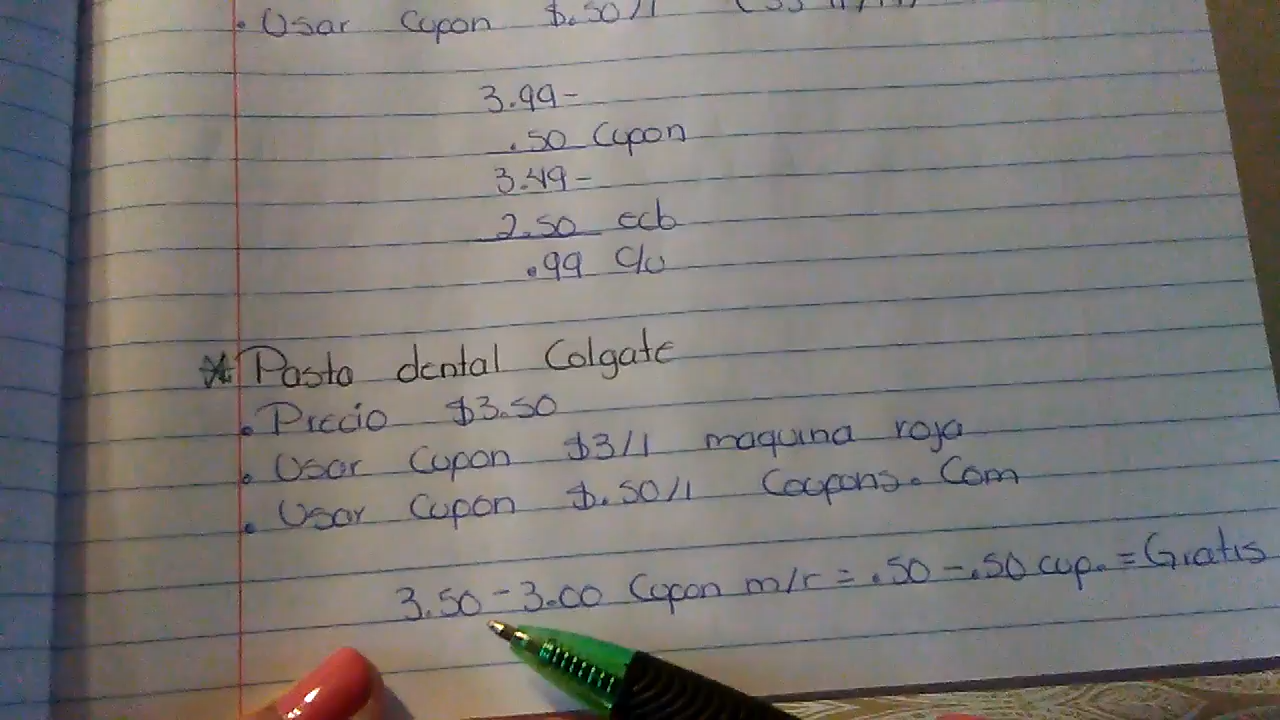 • Usar Cupon $.50/1
3.99-
.50 Cupon
3.49-
2.50 ecb
.99 c/u
* Pasta dental Colgate
• Precio $3.50
• Usar Cupon $3/1 maquina roja
• Usar Cupon $.50/1 Coupons.Com
3.50-3.00 Cupon m/r = .50-.50 cup. = Gratis